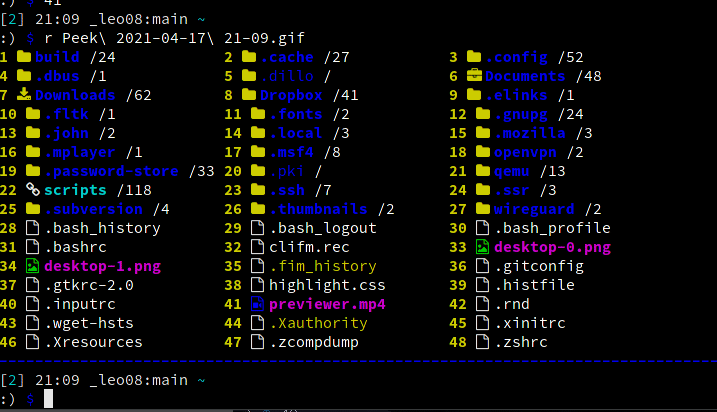 [2] 21:09 _leo08:main ~
:) $ r Peek\ 2021-04-17\ 21-09.gif
1 build /24 2 .cache /27 3 .config /52
4 .dbus /1 5 .dillo / 6 Documents /48
7 Downloads /62 8 Dropbox /41 9 .elinks /1
10 .fltk /1 11 .fonts /2 12 .gnupg /24
13 .john /2 14 .local /3 15 .mozilla /3
16 .mplayer /1 17 .msf4 /8 18 openvpn /2
19 .password-store /33 20 .pki / 21 qemu /13
22 scripts /118 23 .ssh /7 24 .ssr /3
25 .subversion /4 26 .thumbnails /2 27 wireguard /2
28 .bash_history 29 .bash_logout 30 .bash_profile
31 .bashrc 32 clifm.rec 33 desktop-0.png
34 desktop-1.png 35 .fim_history 36 .gitconfig
37 .gtkrc-2.0 38 highlight.css 39 .histfile
40 .inputrc 41 previewer.mp4 42 .rnd
43 .wget-hsts 44 .Xauthority 45 .xinitrc
46 .Xresources 47 .zcompdump 48 .zshrc
[2] 21:09 _leo08:main ~
:) $